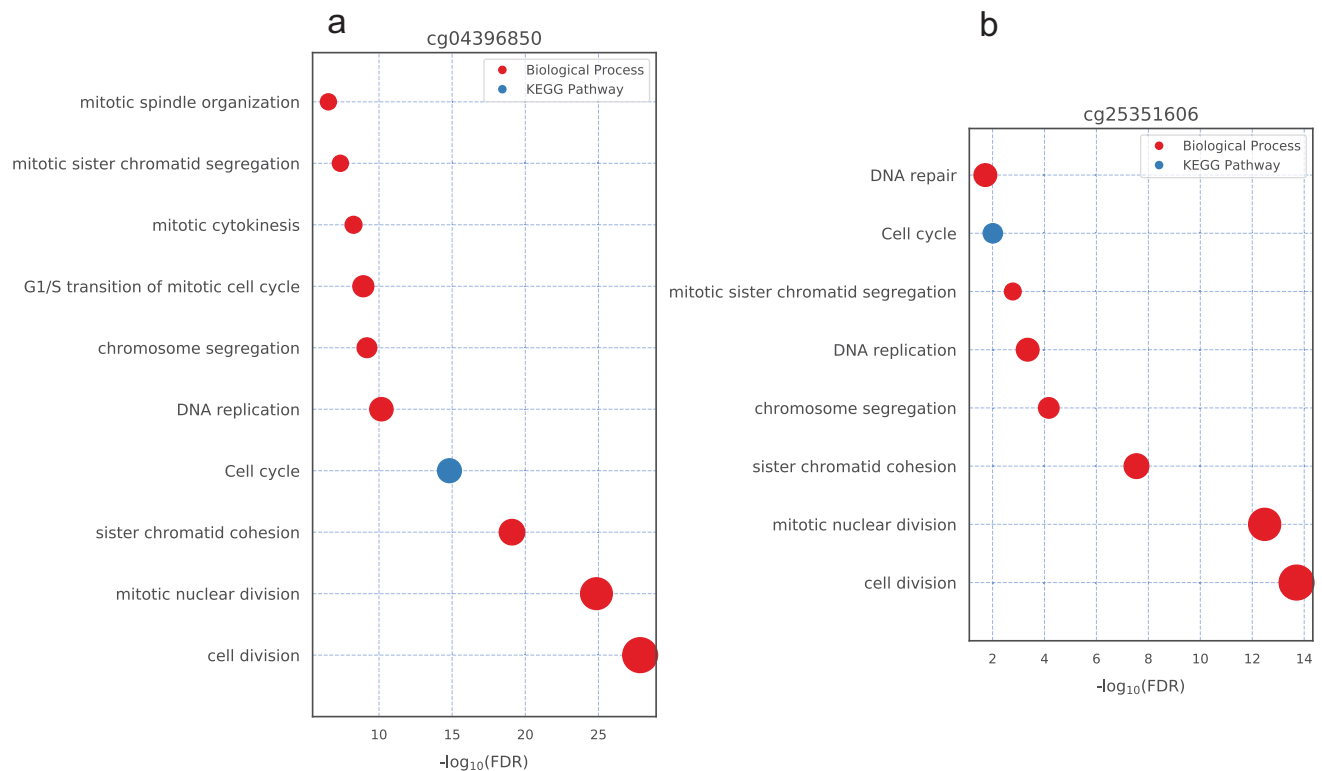 a
cg04396850
Biological Process
KEGG Pathway
mitotic spindle organization
mitotic sister chromatid segregation
mitotic cytokinesis
G1/S transition of mitotic cell cycle
chromosome segregation
DNA replication
Cell cycle
sister chromatid cohesion
mitotic nuclear division
cell division
10 15 20 25
-log10(FDR)
b
cg25351606
Biological Process
KEGG Pathway
DNA repair
Cell cycle
mitotic sister chromatid segregation
DNA replication
chromosome segregation
sister chromatid cohesion
mitotic nuclear division
cell division
2 4 6 8 10 12 14
-log10(FDR)